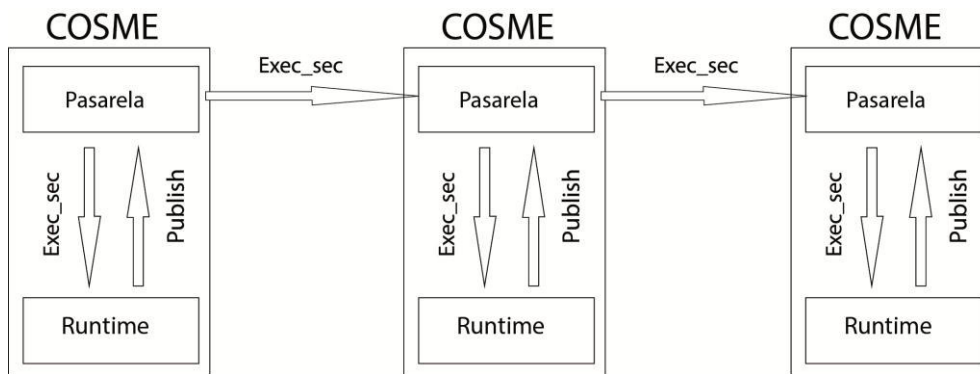 COSME
COSME
COSME
Exec_sec
Exec_sec
Pasarela
Pasarela
Pasarela
Exec_sec
Publish
Exec_sec
Publish
Exec_sec
Publish
Runtime
Runtime
Runtime